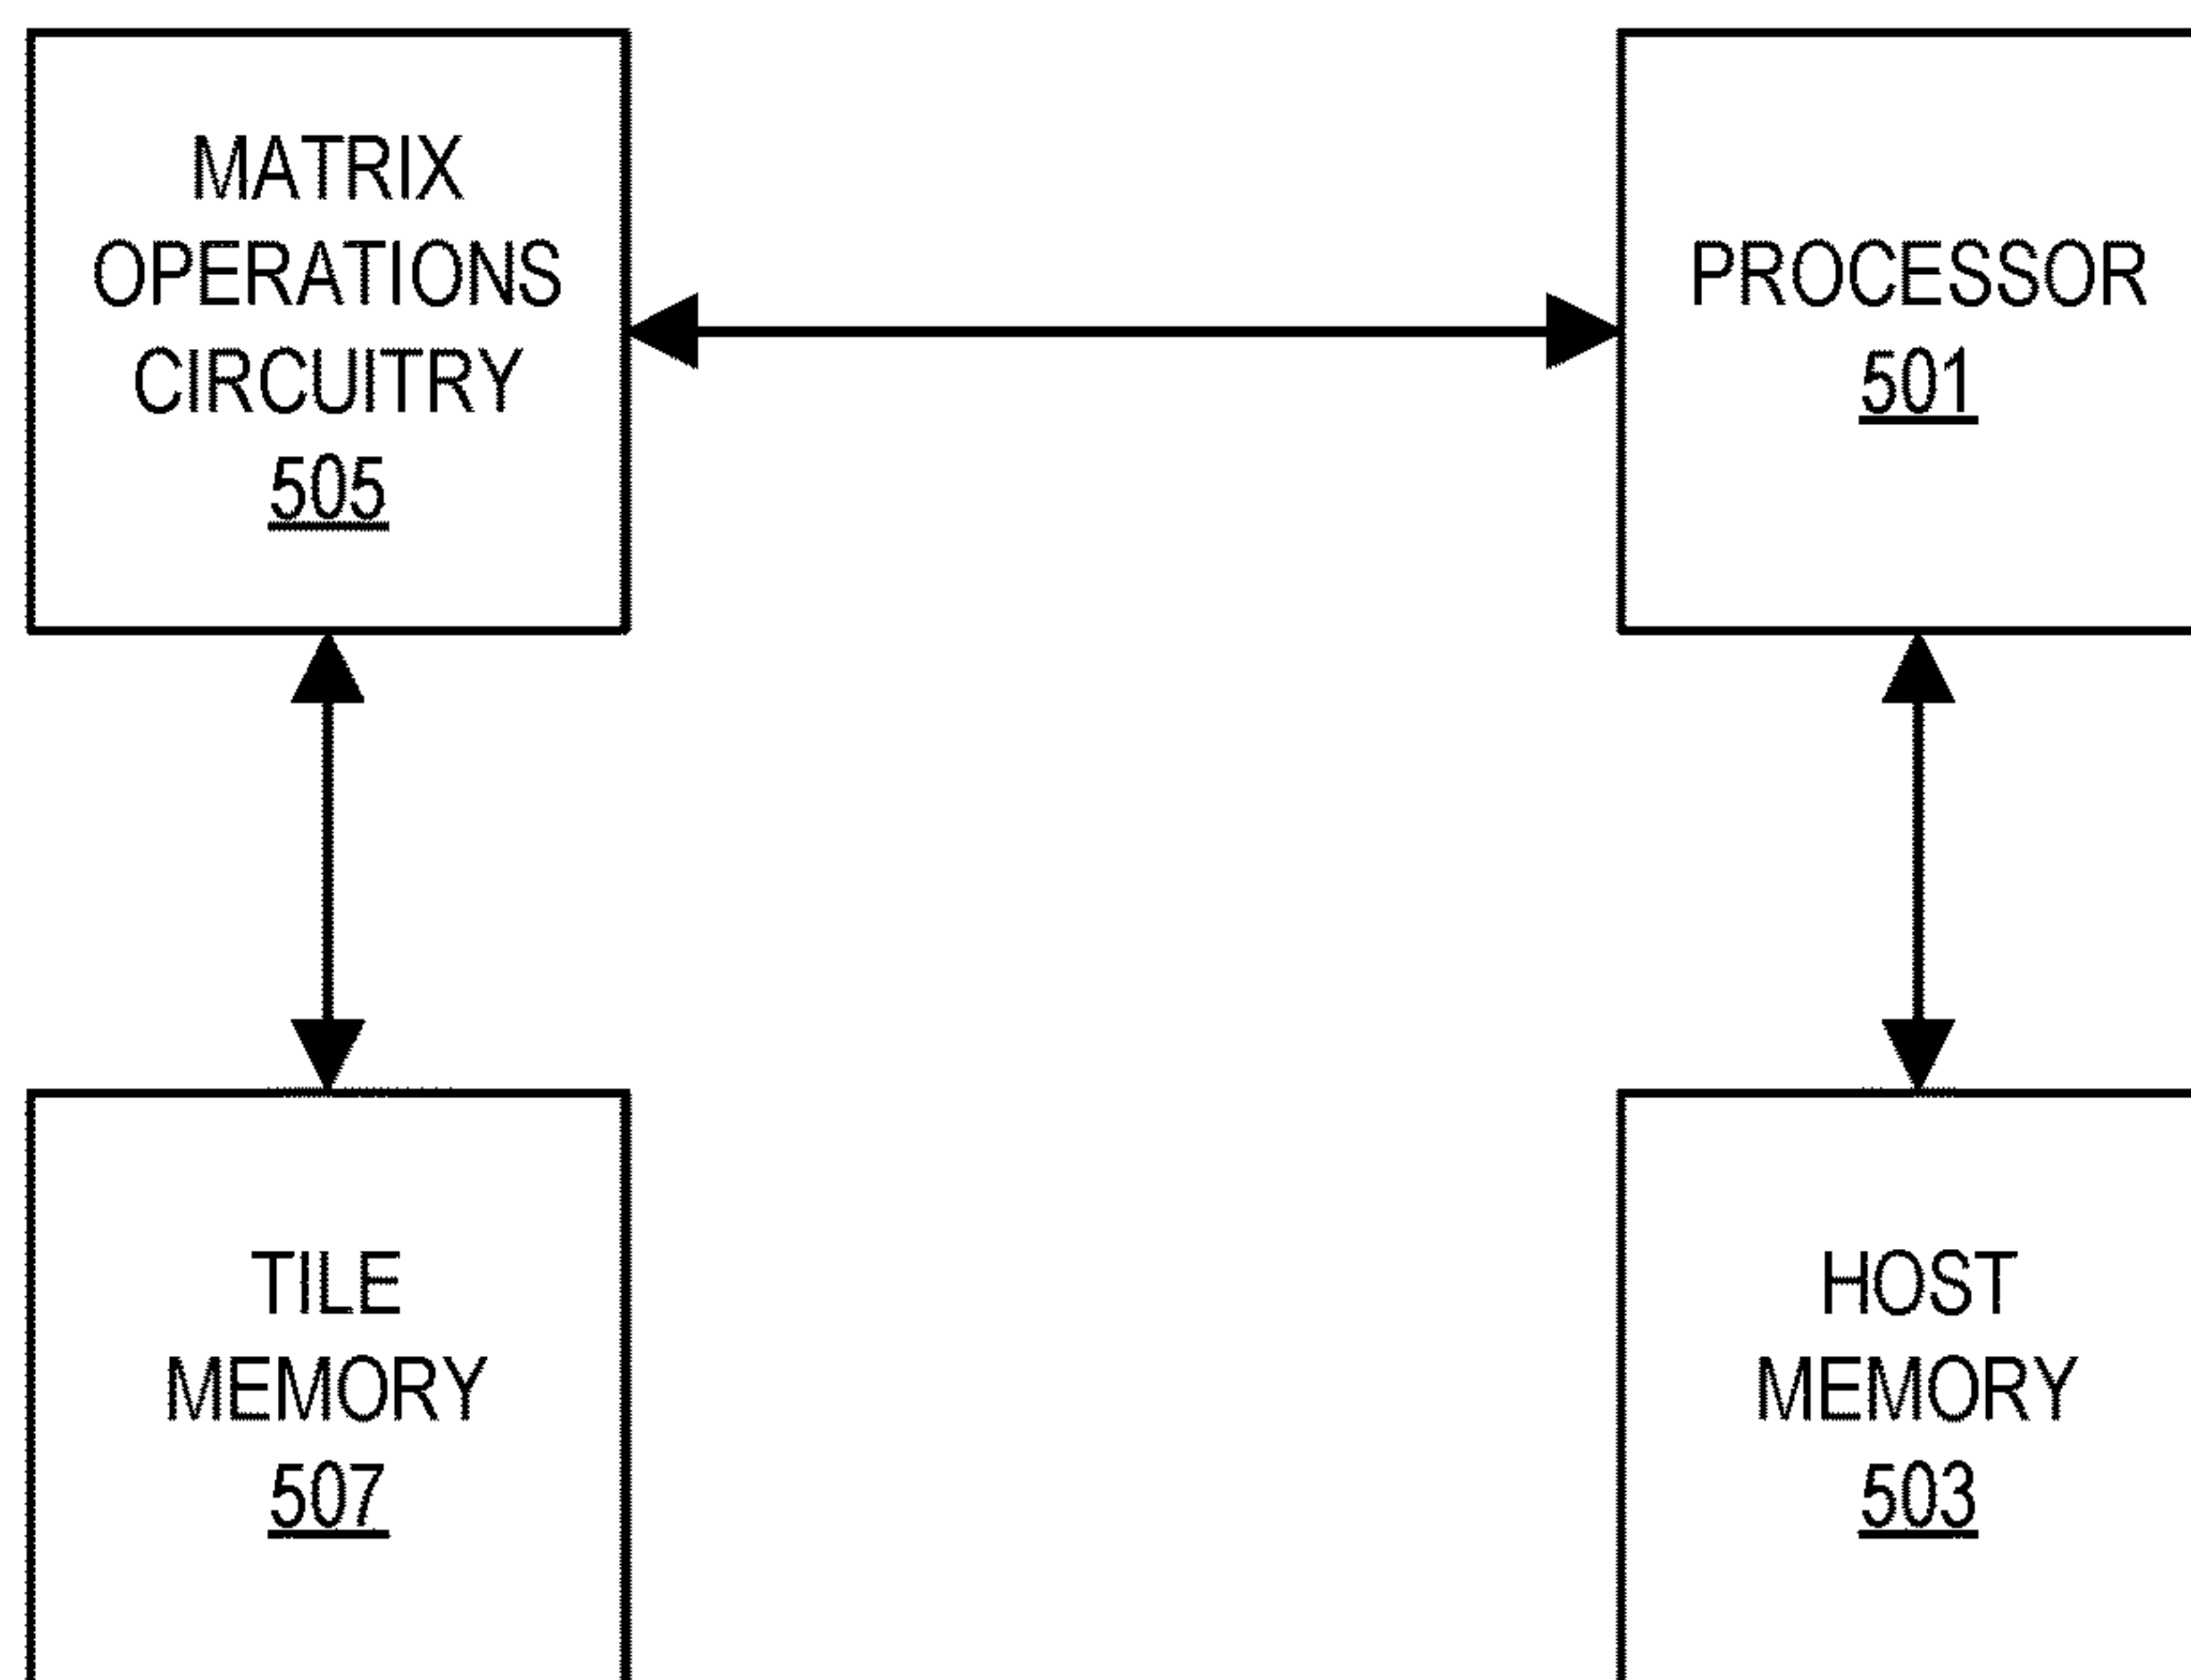 MATRIX
OPERATIONS
CIRCUITRY
505
PROCESSOR
501
TILE
MEMORY
507
HOST
MEMORY
503